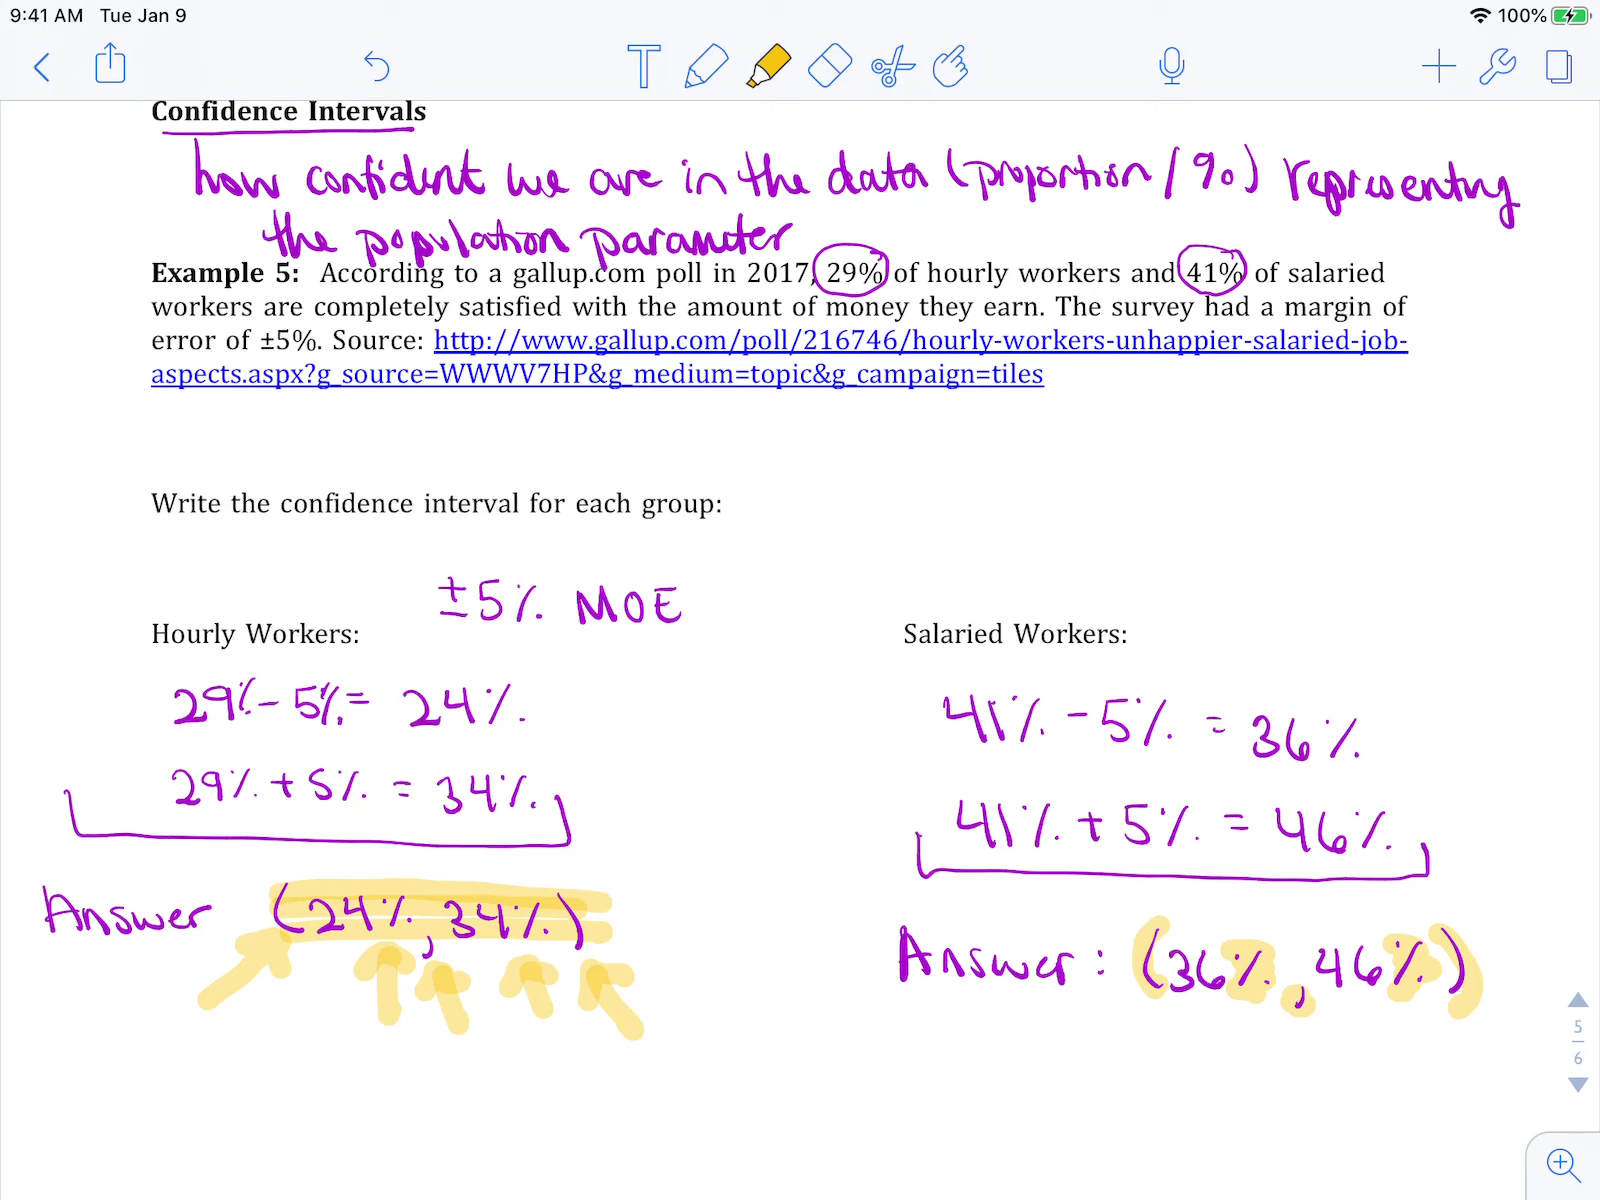 9:41 AM Tue Jan 9
100%
Confidence Intervals
how confident we are in the data (proportion / %) representing
the population parameter
Example 5: According to a gallup.com poll in 2017, 29% of hourly workers and 41% of salaried
workers are completely satisfied with the amount of money they earn. The survey had a margin of
error of ±5%. Source: http://www.gallup.com/poll/216746/hourly-workers-unhappier-salaried-job-
aspects.aspx?g_source=WWWV7HP&g_medium=topic&g_campaign=tiles
Write the confidence interval for each group:
±5% MOE
Hourly Workers:
29% - 5% = 24%
29% + 5% = 34%
Answer (24%, 34%)
Salaried Workers:
41% - 5% = 36%
41% + 5% = 46%
Answer: (36%, 46%)
5
6